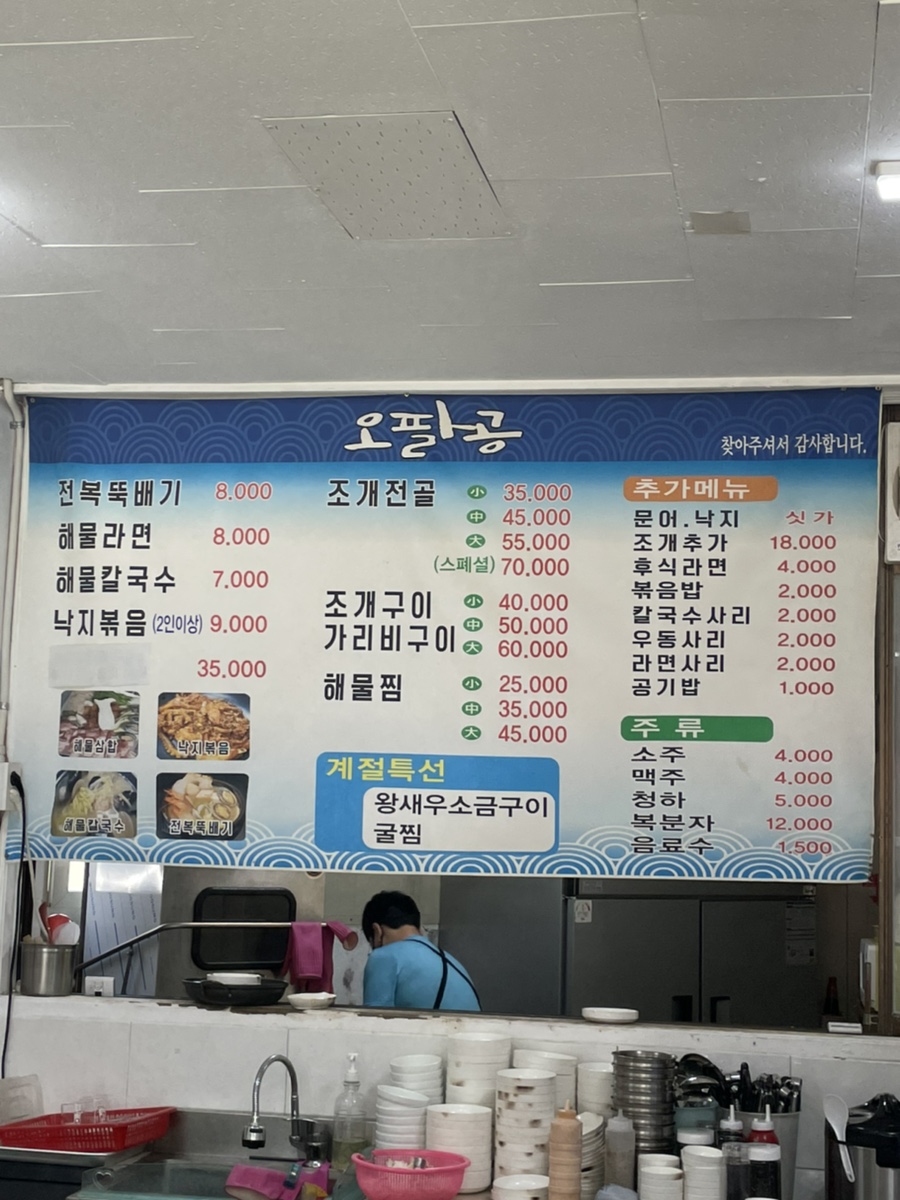 오팔공
찾아주셔서 감사합니다.
전복뚝배기 8.000
해물라면 8.000
해물칼국수 7.000
낙지볶음 (2인이상) 9.000
35.000
해물삼합
낙지볶음
해물칼국수
전복뚝배기
조개전골 小 35.000
中 45.000
大 55.000
(스페셜) 70.000
조개구이 小 40.000
가리비구이 中 50.000
大 60.000
해물찜 小 25.000
中 35.000
大 45.000
계절특선
왕새우소금구이
굴찜
추가메뉴
문어.낙지 싯가
조개추가 18.000
후식라면 4.000
볶음밥 2.000
칼국수사리 2.000
우동사리 2.000
라면사리 2.000
공기밥 1.000
주 류
소주 4.000
맥주 4.000
청하 5.000
복분자 12.000
음료수 1.500